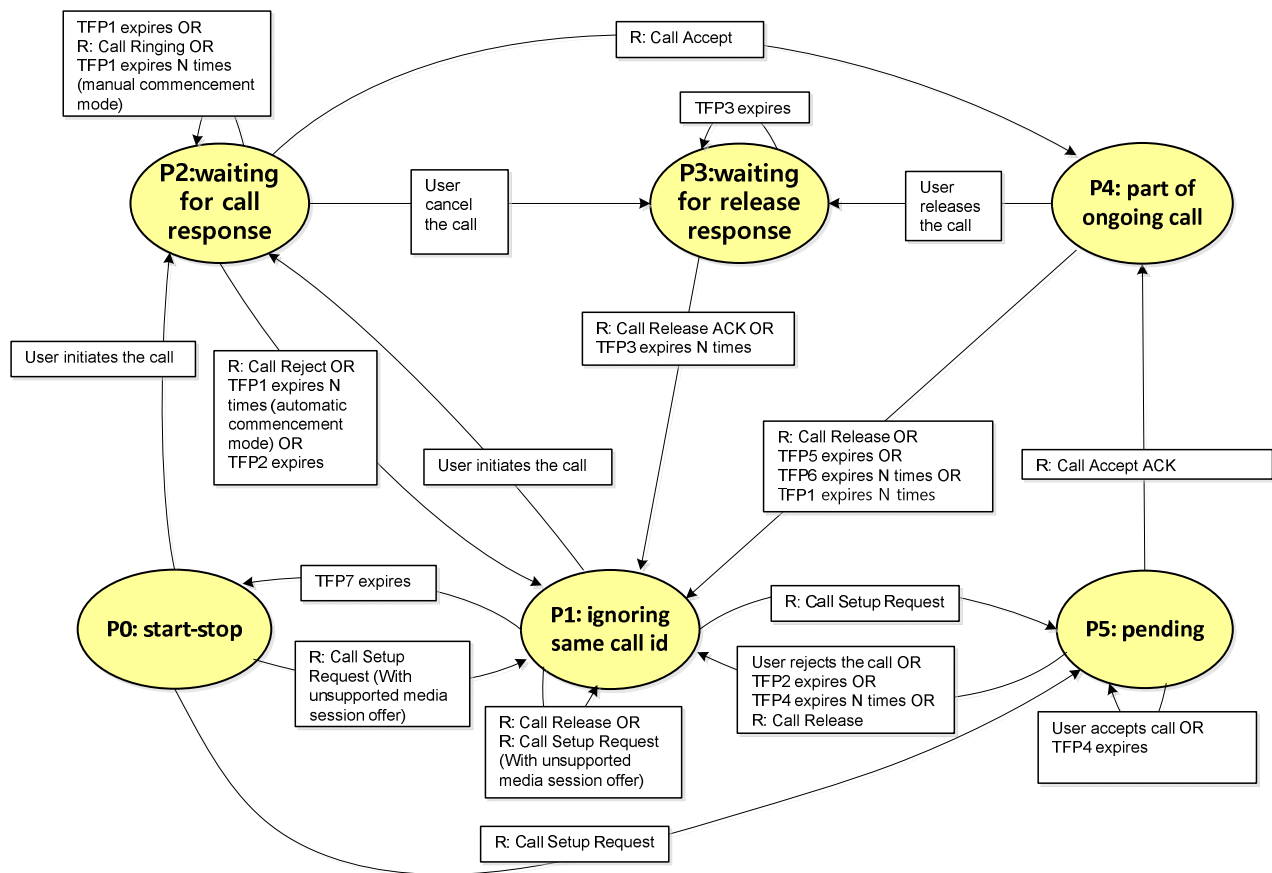 TFP1 expires OR
R: Call Ringing OR
TFP1 expires N times
(manual commencement
mode)
R: Call Accept
TFP3 expires
P2:waiting
for call
response
User
cancel
the call
P3:waiting
for release
response
User
releases
the call
P4: part of
ongoing call
User initiates the call
R: Call Reject OR
TFP1 expires N
times (automatic
commencement
mode) OR
TFP2 expires
R: Call Release ACK OR
TFP3 expires N times
User initiates the call
R: Call Release OR
TFP5 expires OR
TFP6 expires N times OR
TFP1 expires N times
R: Call Accept ACK
P0: start-stop
TFP7 expires
P1: ignoring
same call id
R: Call Setup Request
P5: pending
R: Call Setup
Request (With
unsupported media
session offer)
User rejects the call OR
TFP2 expires OR
TFP4 expires N times OR
R: Call Release
R: Call Release OR
R: Call Setup Request
(With unsupported
media session offer)
User accepts call OR
TFP4 expires
R: Call Setup Request